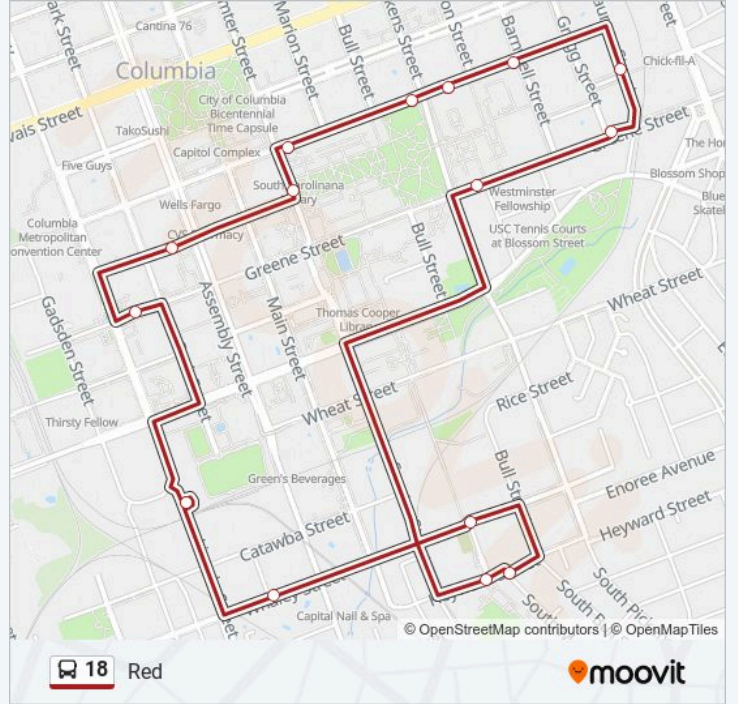 Cantina 76
Marion Street
Bull Street
Columbia
City of Columbia
Bicentennial
Time Capsule
Chick-fil-A
TakoSushi
Capitol Complex
Five Guys
Westminster
Fellowship
Blossom Shop
Wells Fargo
Columbia
Metropolitan
onvention Center
Greene Street
Bull Street
USC Tennis Courts
at Blossom Street
Gadsden Street
Assembly Street
Main Street
Thomas Cooper
Wheat Street
Wheat Street
Rice Street
Thirsty Fellow
Green's Beverages
Enoree Avenue
Heyward Street
Catawba Street
Capital Nail & Spa
© OpenStreetMap contributors | © OpenMapTiles
18 Red
moovit